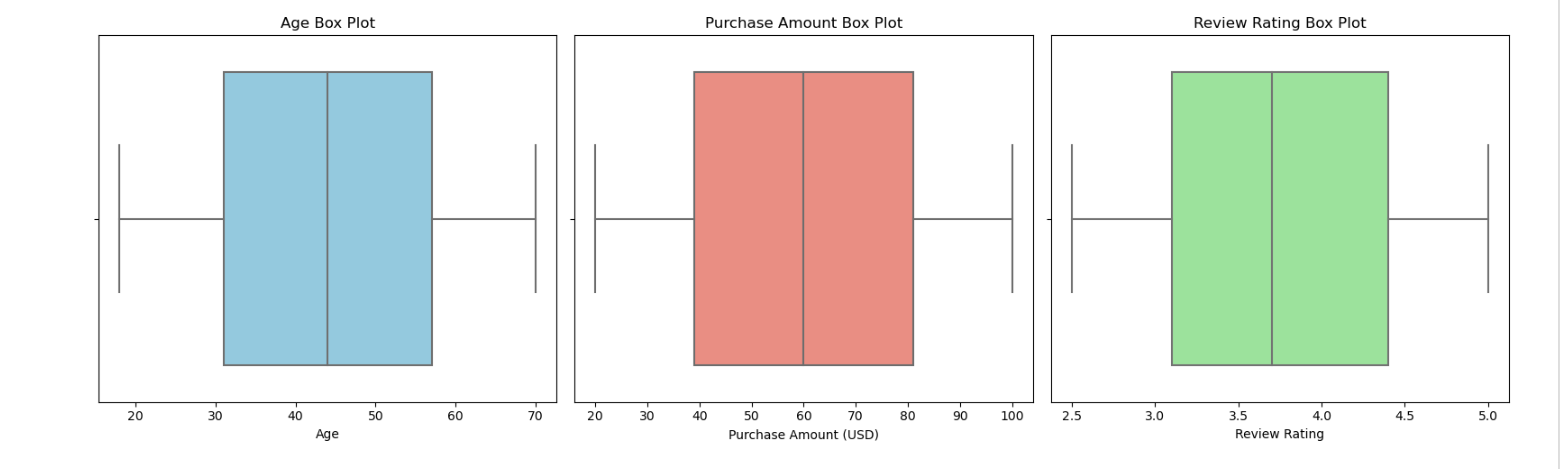 Age Box Plot
20 30 40 50 60 70
Age
Purchase Amount Box Plot
20 30 40 50 60 70 80 90 100
Purchase Amount (USD)
Review Rating Box Plot
2.5 3.0 3.5 4.0 4.5 5.0
Review Rating